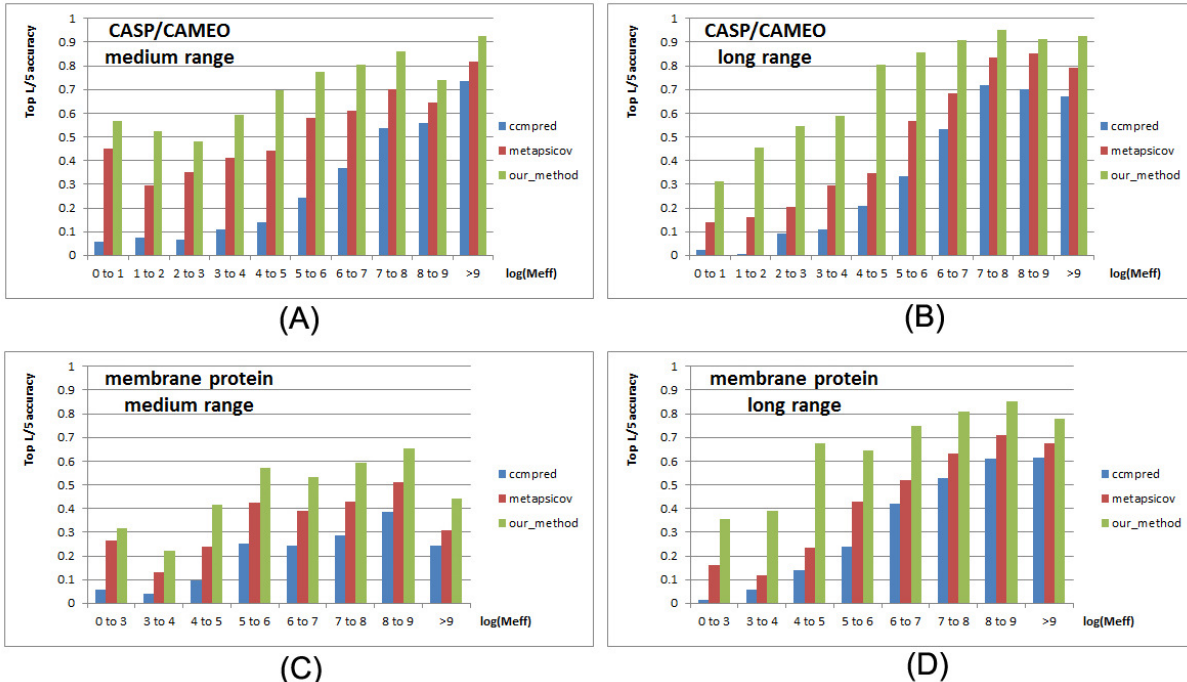 CASP/CAMEO
medium range
Top L/5 accuracy
1
0.9
0.8
0.7
0.6
0.5
0.4
0.3
0.2
0.1
0
0 to 1 1 to 2 2 to 3 3 to 4 4 to 5 5 to 6 6 to 7 7 to 8 8 to 9 >9 log(Meff)
ccmpred
metapsicov
our_method
(A)
CASP/CAMEO
long range
Top L/5 accuracy
1
0.9
0.8
0.7
0.6
0.5
0.4
0.3
0.2
0.1
0
0 to 1 1 to 2 2 to 3 3 to 4 4 to 5 5 to 6 6 to 7 7 to 8 8 to 9 >9 log(Meff)
ccmpred
metapsicov
our_method
(B)
membrane protein
medium range
Top L/5 accuracy
1
0.9
0.8
0.7
0.6
0.5
0.4
0.3
0.2
0.1
0
0 to 3 3 to 4 4 to 5 5 to 6 6 to 7 7 to 8 8 to 9 >9 log(Meff)
ccmpred
metapsicov
our_method
(C)
membrane protein
long range
Top L/5 accuracy
1
0.9
0.8
0.7
0.6
0.5
0.4
0.3
0.2
0.1
0
0 to 3 3 to 4 4 to 5 5 to 6 6 to 7 7 to 8 8 to 9 >9 log(Meff)
ccmpred
metapsicov
our_method
(D)